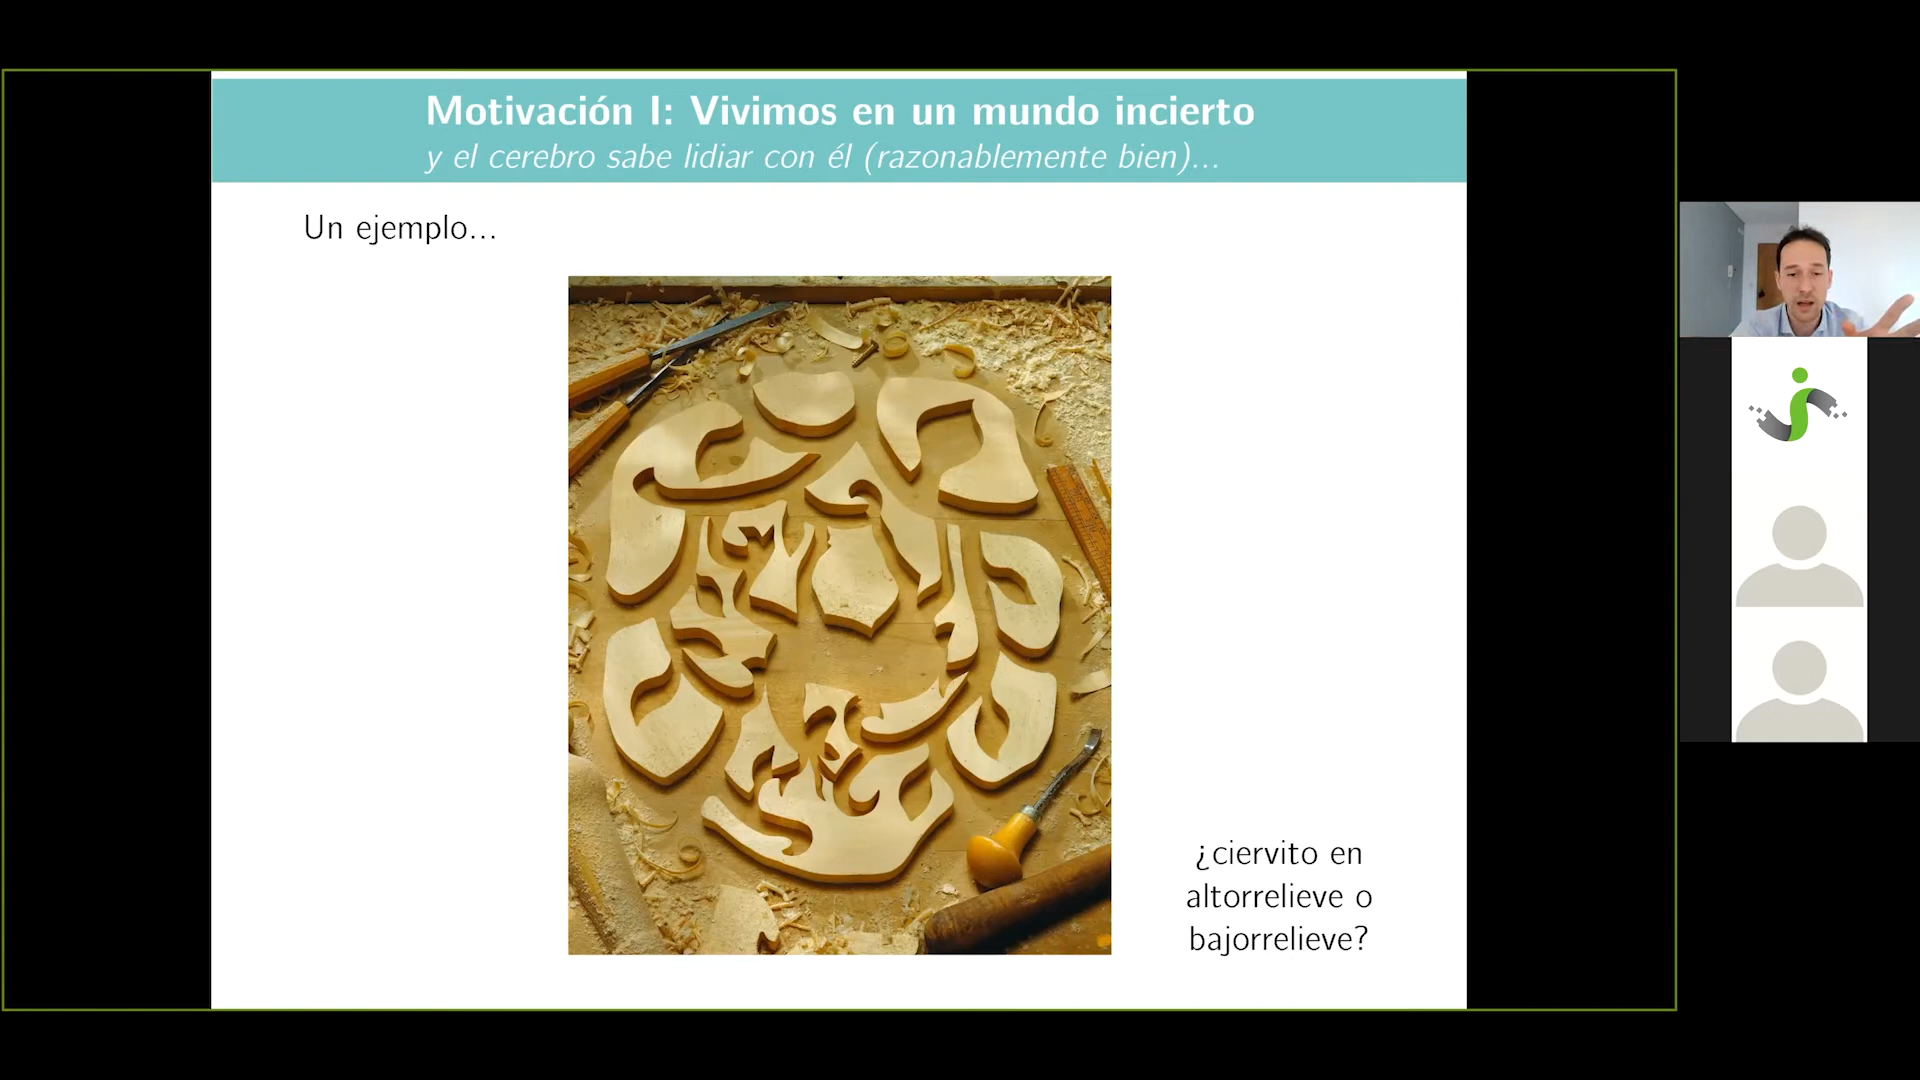 Motivación I: Vivimos en un mundo incierto
y el cerebro sabe lidiar con él (razonablemente bien)...
Un ejemplo...
¿ciervito en
altorrelieve o
bajorrelieve?